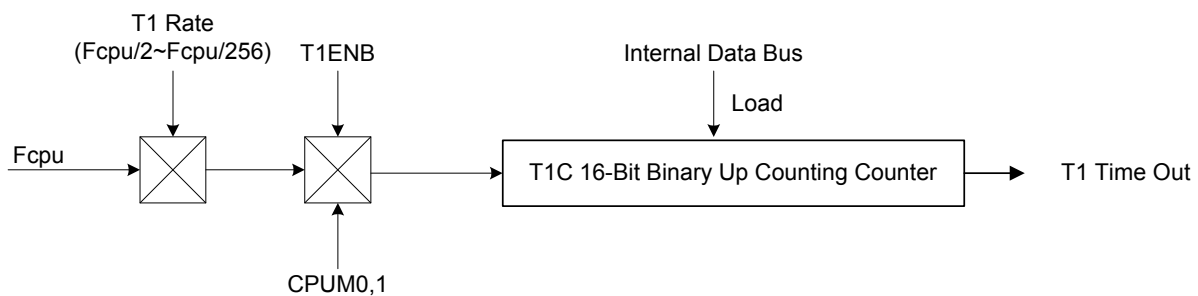 T1 Rate
(Fcpu/2~Fcpu/256)
T1ENB
Internal Data Bus
Load
Fcpu
T1C 16-Bit Binary Up Counting Counter
T1 Time Out
CPUM0,1